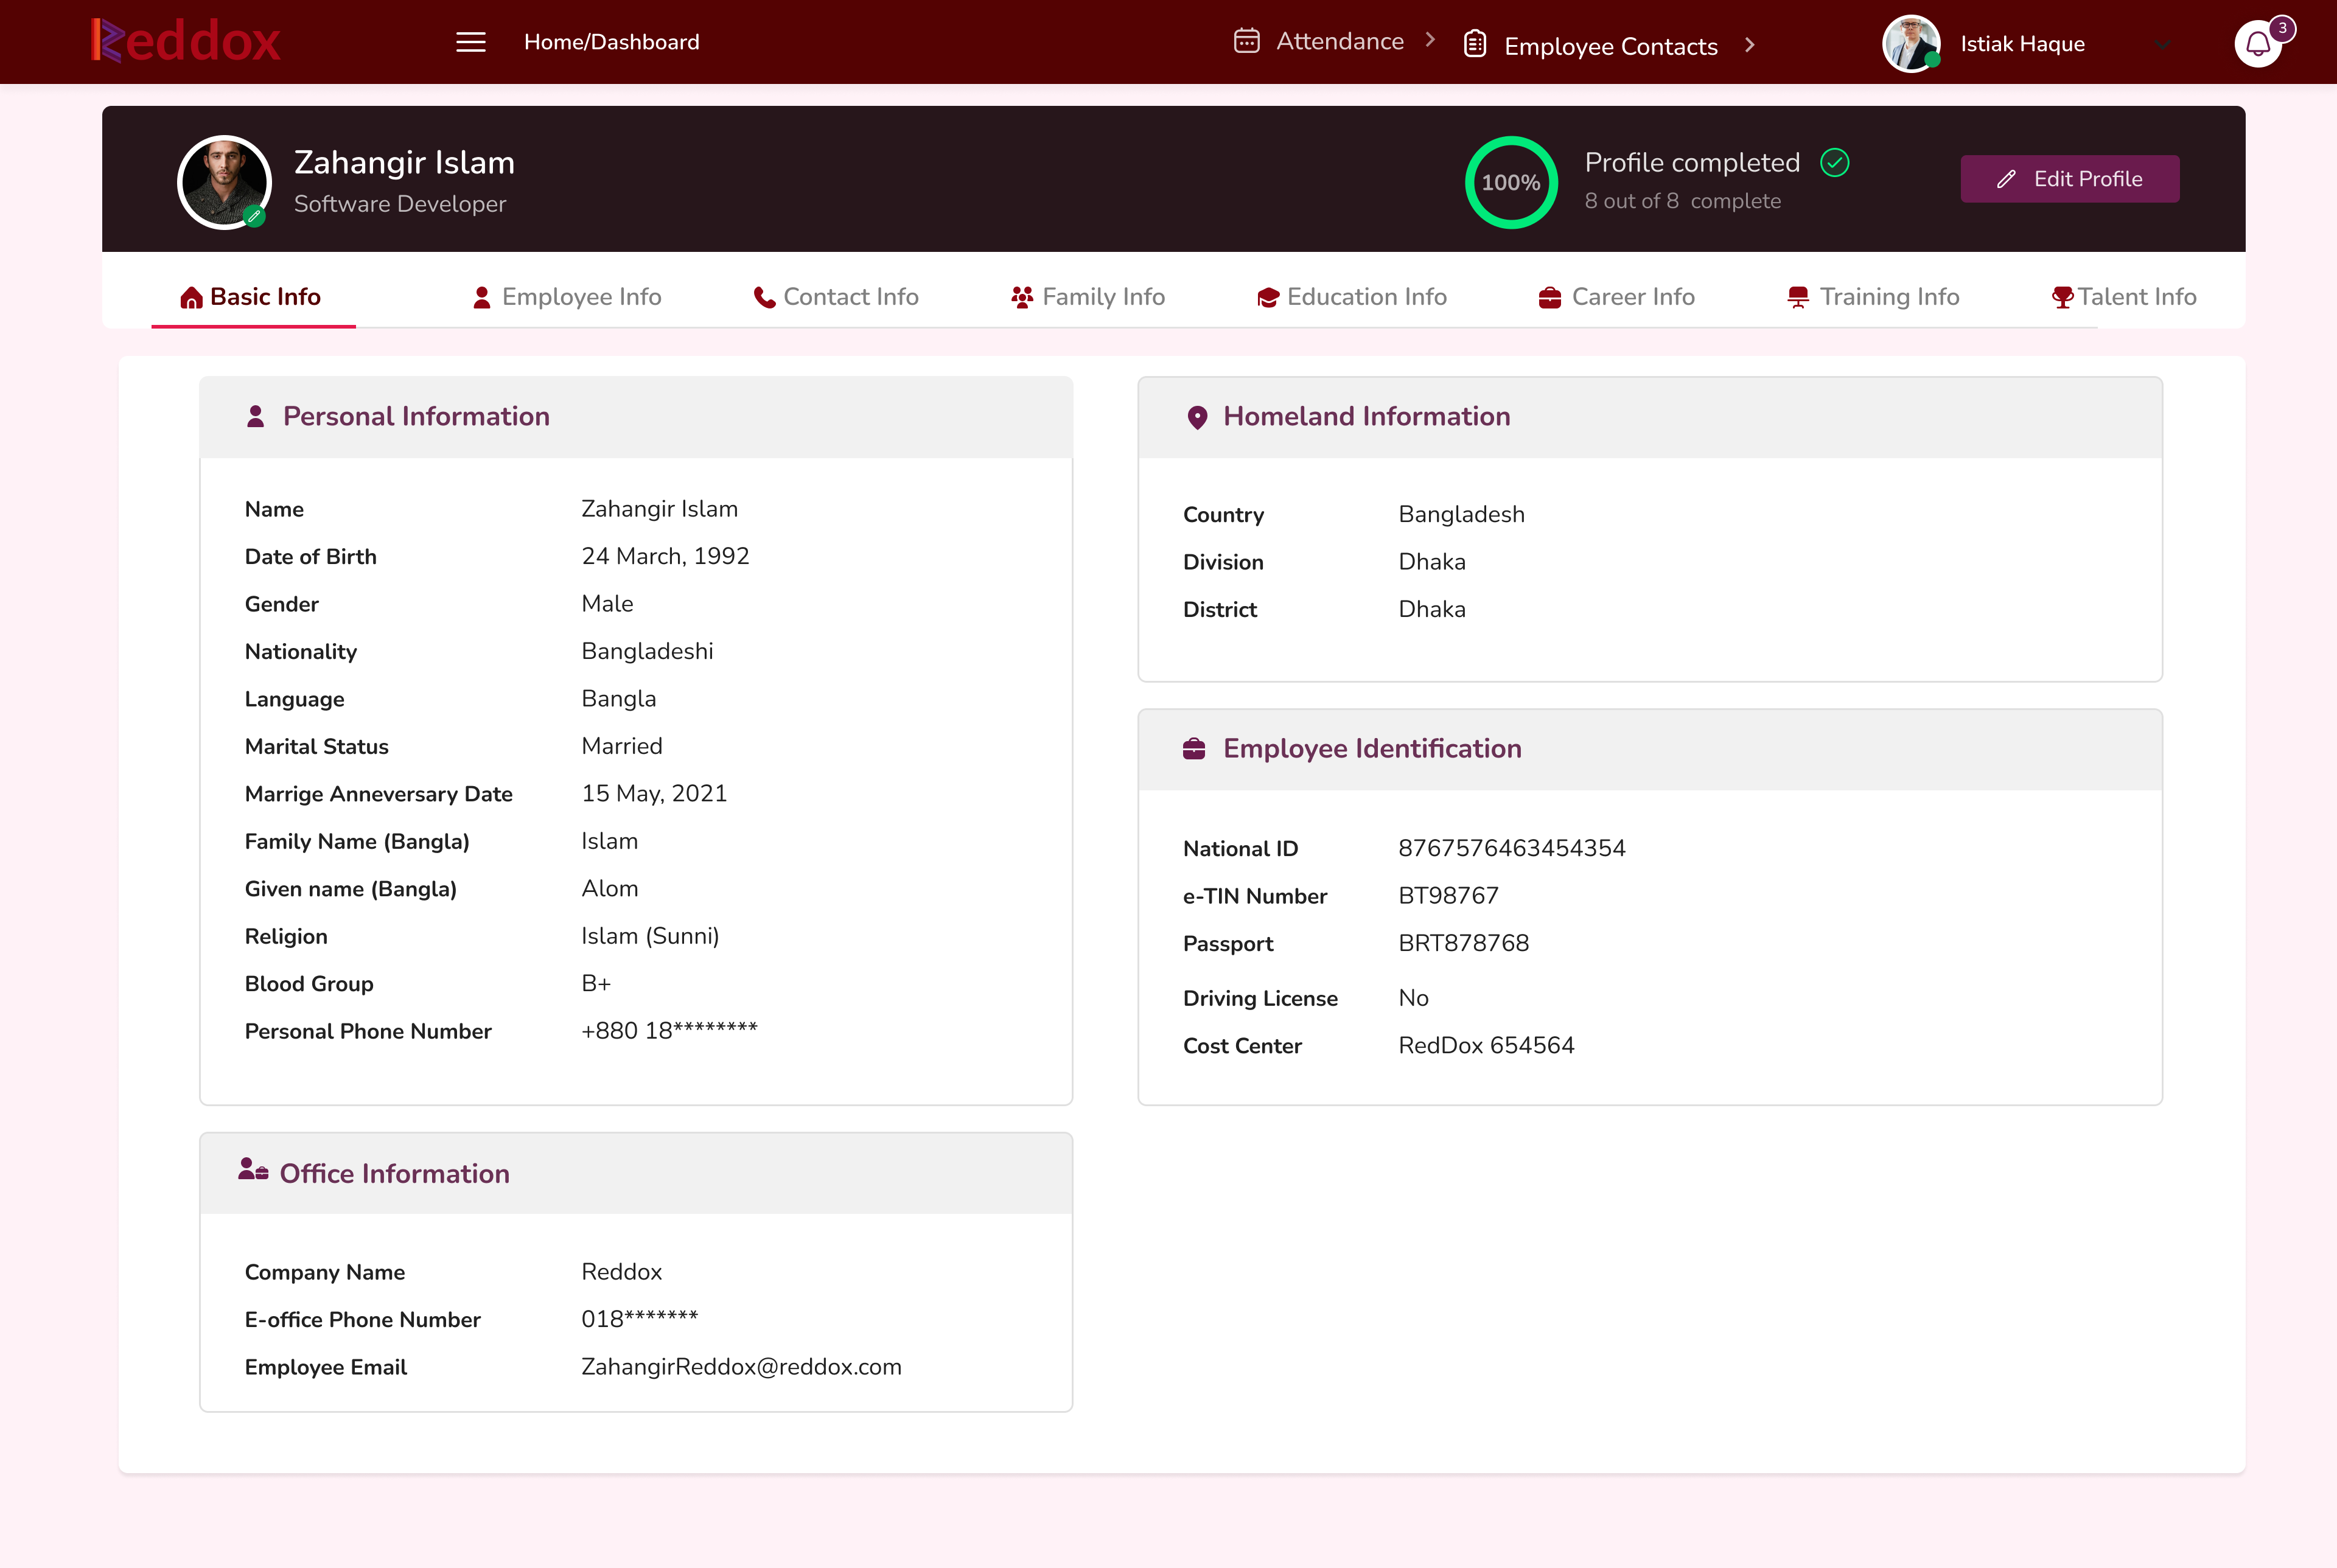 Reddox
Home/Dashboard
Attendance
Employee Contacts
Istiak Haque
3
Zahangir Islam
Software Developer
100%
Profile completed
8 out of 8 complete
Edit Profile
Basic Info
Employee Info
Contact Info
Family Info
Education Info
Career Info
Training Info
Talent Info
Personal Information
Name Zahangir Islam
Date of Birth 24 March, 1992
Gender Male
Nationality Bangladeshi
Language Bangla
Marital Status Married
Marrige Anneversary Date 15 May, 2021
Family Name (Bangla) Islam
Given name (Bangla) Alom
Religion Islam (Sunni)
Blood Group B+
Personal Phone Number +880 18********
Homeland Information
Country Bangladesh
Division Dhaka
District Dhaka
Employee Identification
National ID 8767576463454354
e-TIN Number BT98767
Passport BRT878768
Driving License No
Cost Center RedDox 654564
Office Information
Company Name Reddox
E-office Phone Number 018*******
Employee Email ZahangirReddox@reddox.com